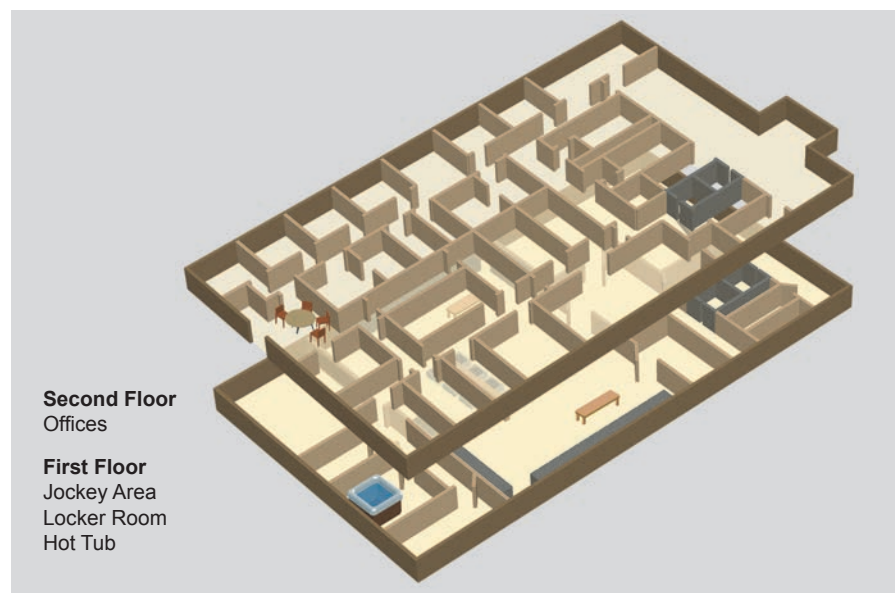 Second Floor
Offices
First Floor
Jockey Area
Locker Room
Hot Tub